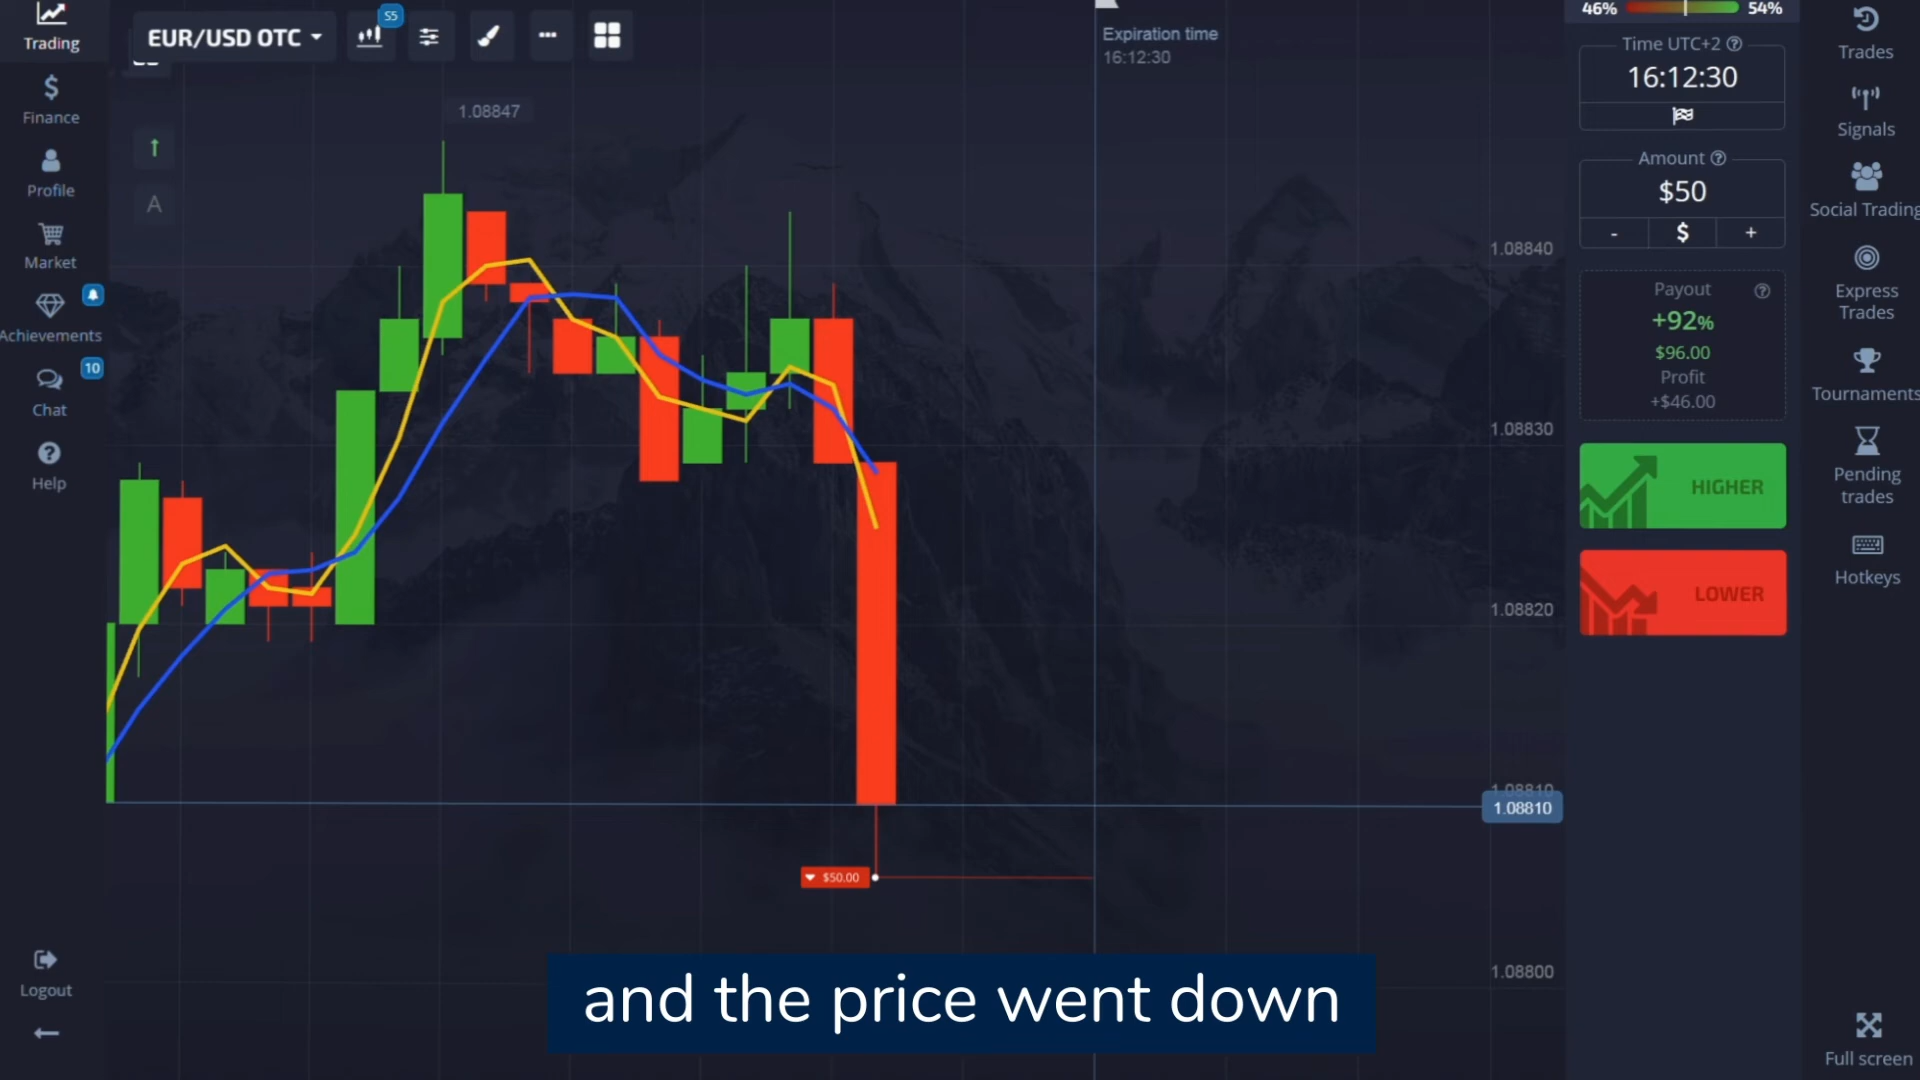 Trading
Finance
Profile
Market
Achievements
10
Chat
Help
Logout
EUR/USD OTC
S5
A
1.08847
Expiration time
16:12:30
1.08840
1.08830
1.08820
1.08810
1.08810
1.08800
$50.00
and the price went down
46% 54%
Time UTC+2
16:12:30
Amount
$50
- $ +
Payout
+92%
$96.00
Profit
+$46.00
HIGHER
LOWER
Trades
Signals
Social Trading
Express
Trades
Tournaments
Pending
trades
Hotkeys
Full screen